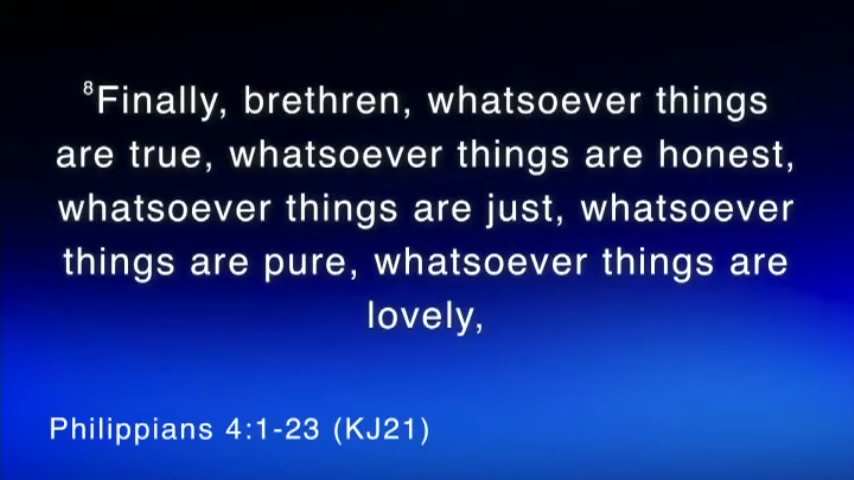 ⁸Finally, brethren, whatsoever things
are true, whatsoever things are honest,
whatsoever things are just, whatsoever
things are pure, whatsoever things are
lovely,
Philippians 4:1-23 (KJ21)